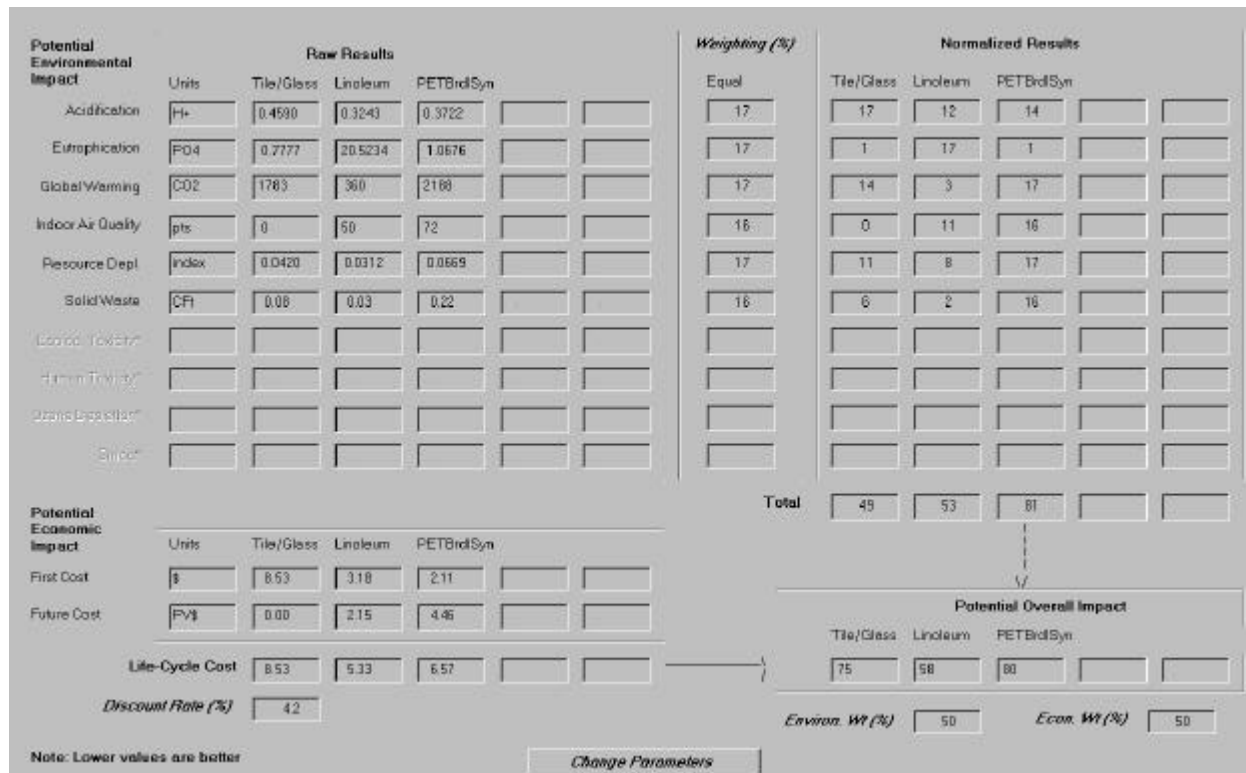 Potential Environmental Impact
Raw Results
Weighting (%)
Normalized Results
Units Tile/Glass Linoleum PETBrdlSyn Equal Tile/Glass Linoleum PETBrdlSyn
Acidification H+ 0.4590 0.3243 0.3722 17 17 12 14
Eutrophication PO4 0.7777 20.5234 1.0676 17 1 17 1
Global Warming CO2 1783 360 2188 17 14 3 17
Indoor Air Quality pts 0 50 72 16 0 11 16
Resource Depl. index 0.0420 0.0312 0.0669 17 11 8 17
Solid Waste CFt 0.08 0.03 0.22 16 6 2 16
Human Toxicity*
Smog*
Total 49 53 81
Potential Economic Impact
Units Tile/Glass Linoleum PETBrdlSyn
First Cost $ 8.53 3.18 2.11
Future Cost PV$ 0.00 2.15 4.46
Life-Cycle Cost 8.53 5.33 6.57
Discount Rate (%) 4.2
Potential Overall Impact
Tile/Glass Linoleum PETBrdlSyn
75 58 80
Environ. Wt (%) 50 Econ. Wt (%) 50
Note: Lower values are better
Change Parameters